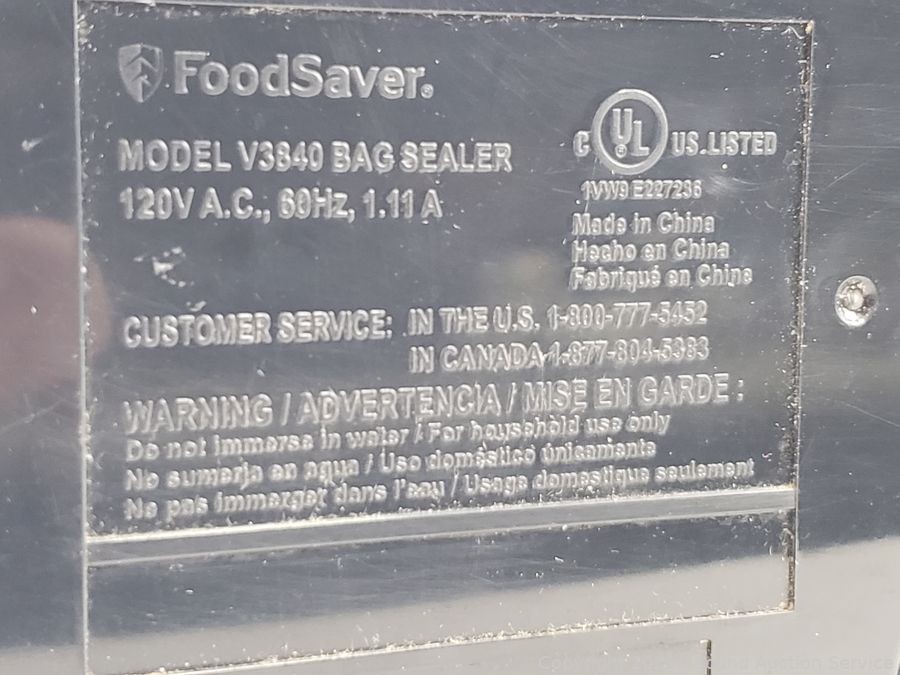 FoodSaver®
MODEL V3840 BAG SEALER
120V A.C., 60Hz, 1.11 A
C UL® US LISTED
1VW9 E227236
Made in China
Hecho en China
Fabriqué en Chine
CUSTOMER SERVICE: IN THE U.S. 1-800-777-5452
IN CANADA 1-877-804-5383
WARNING / ADVERTENCIA / MISE EN GARDE :
Do not immerse in water / For household use only
No sumerja en agua / Uso doméstico únicamente
Ne pas immerger dans l'eau / Usage domestique seulement
Auction Service